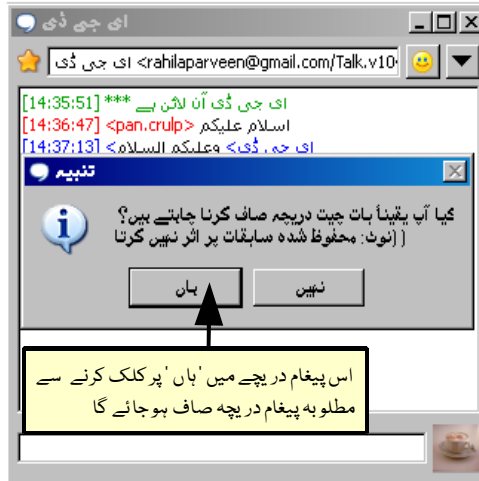 ای جی ڈی
ای جی ڈی <rahilaparveen@gmail.com/Talk.v10
[14:35:51] *** ای جی ڈی آن لائن ہے
[14:36:47] <pan.crulp> اسلام علیکم
[14:37:13] <ای جی ڈی> وعلیکم السلام
تنبیہ
کیا آپ یقیناً بات چیت دریچہ صاف کرنا چاہتے ہیں؟
((نوٹ: محفوظ شدہ سابقات پر اثر نہیں کرتا
ہاں
نہیں
اس پیغام دریچے میں 'ہاں' پر کلک کرنے سے
مطلوبہ پیغام دریچہ صاف ہوجائے گا